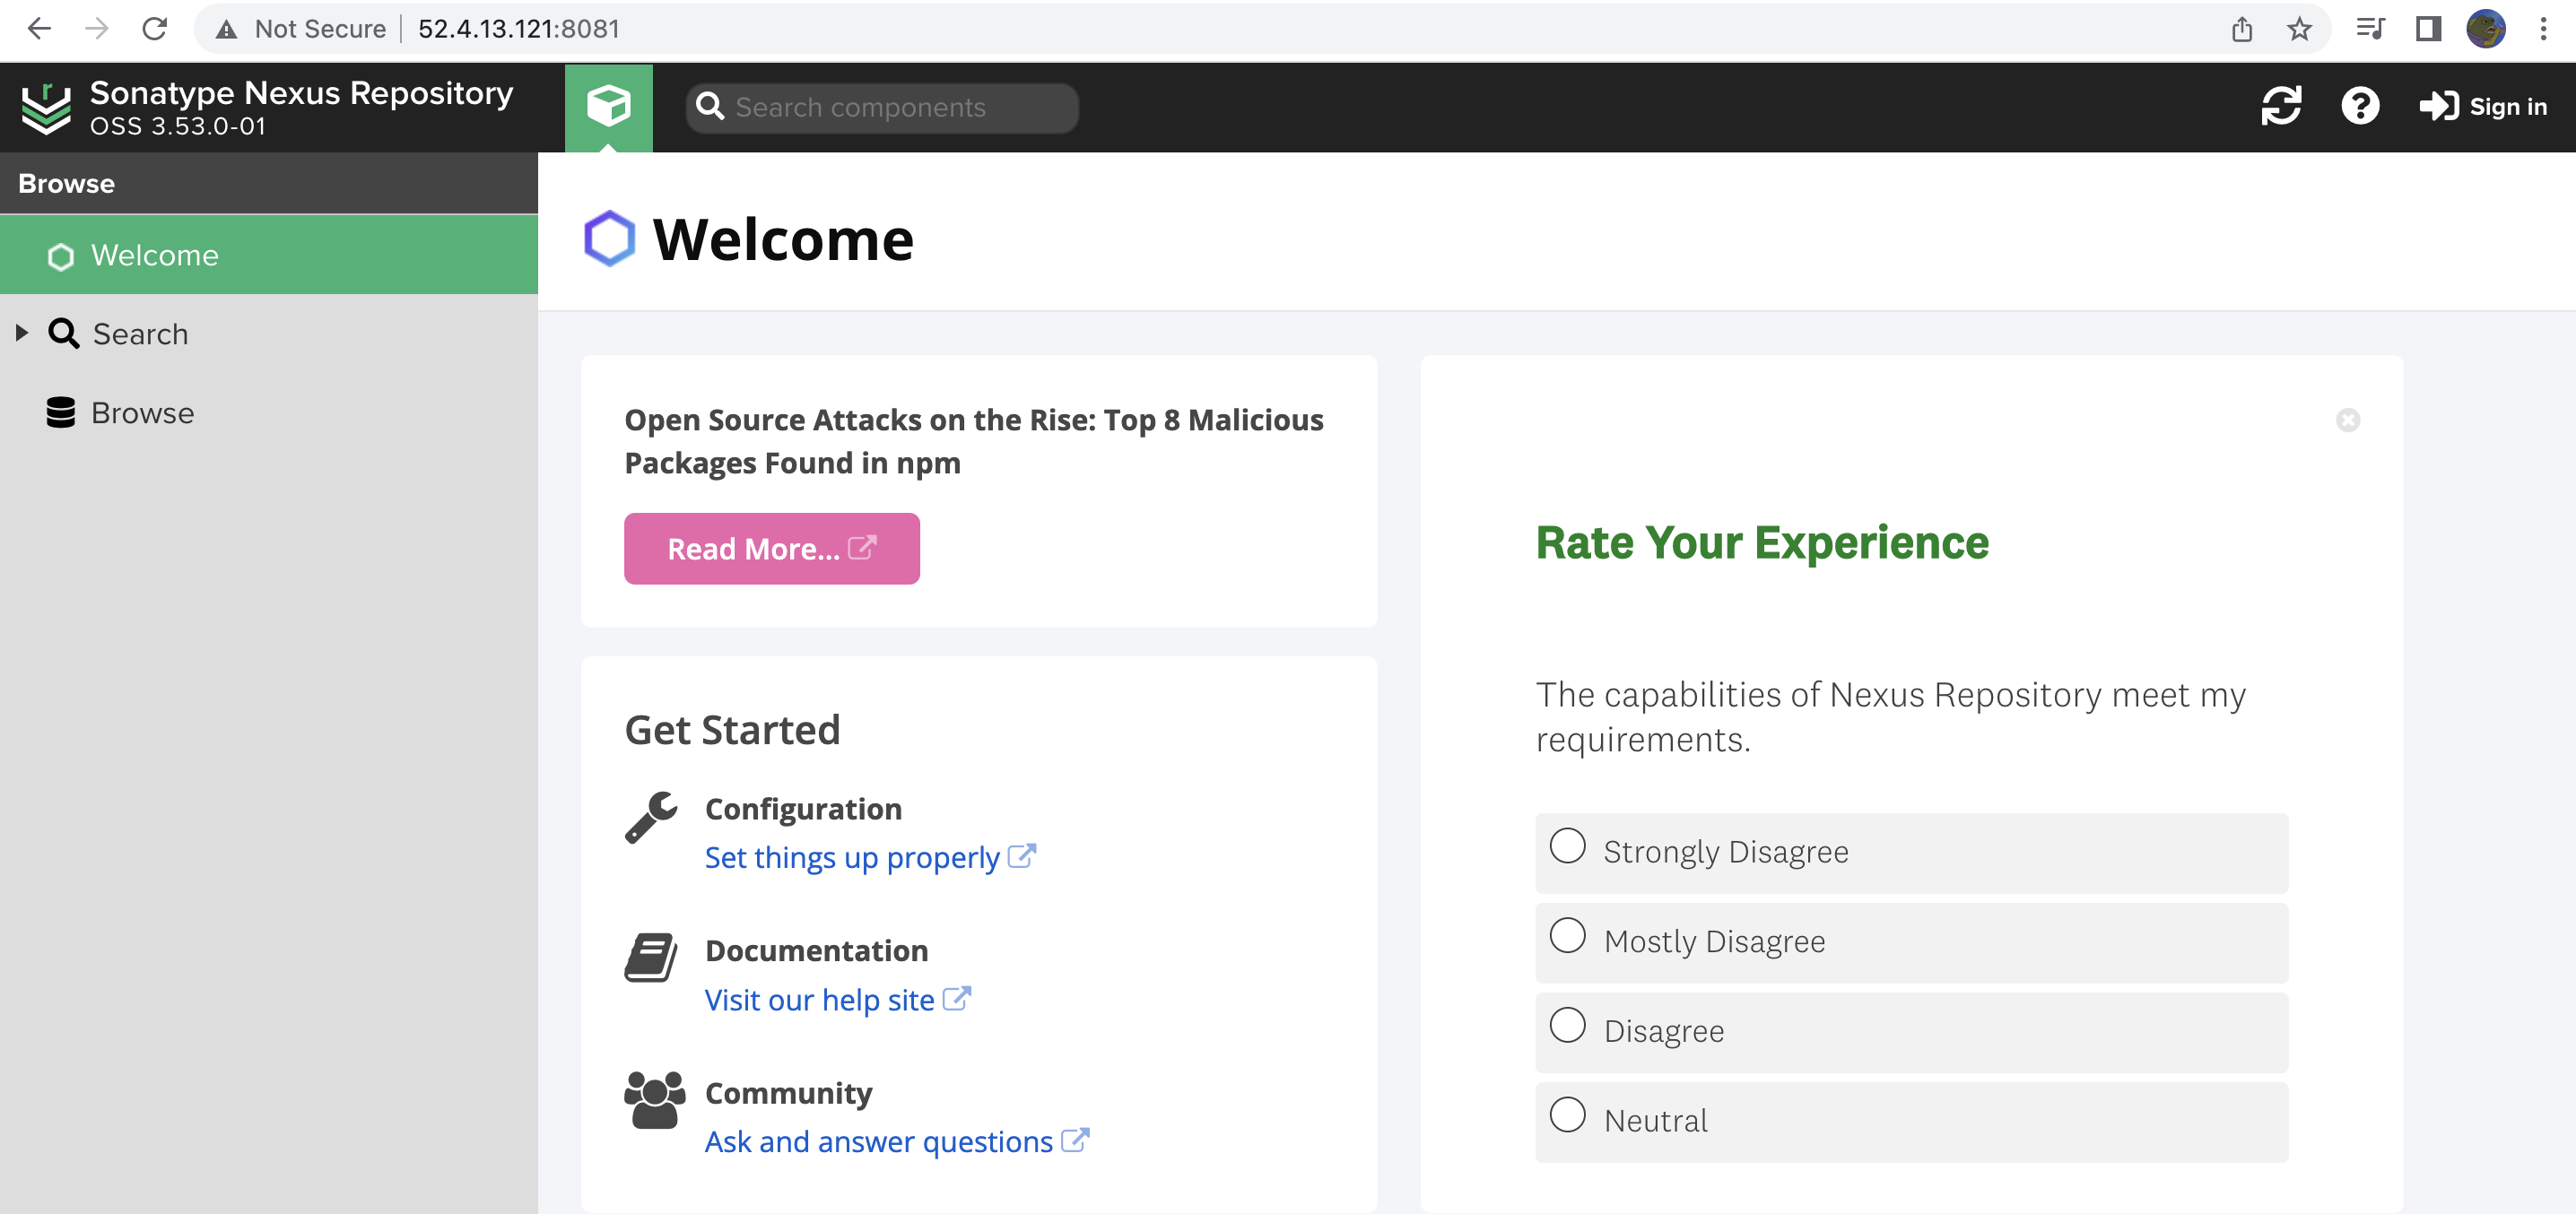 Not Secure
52.4.13.121:8081
Sonatype Nexus Repository
OSS 3.53.0-01
Search components
Sign in
Browse
Welcome
Search
Browse
Welcome
Open Source Attacks on the Rise: Top 8 Malicious
Packages Found in npm
Read More...
Get Started
Configuration
Set things up properly
Documentation
Visit our help site
Community
Ask and answer questions
Rate Your Experience
The capabilities of Nexus Repository meet my
requirements.
Strongly Disagree
Mostly Disagree
Disagree
Neutral